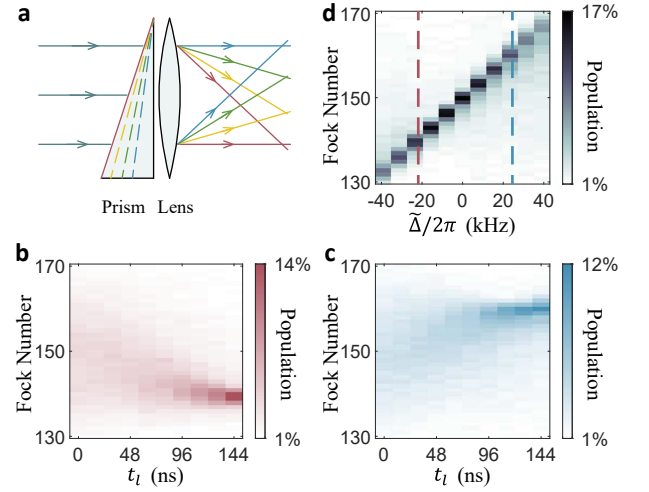 a
Prism Lens
d
170
150
130
Fock Number
-40 -20 0 20 40
Δ̃/2π (kHz)
17%
Population
1%
b
170
150
130
Fock Number
0 48 96 144
t_l (ns)
14%
Population
1%
c
170
150
130
Fock Number
0 48 96 144
t_l (ns)
12%
Population
1%